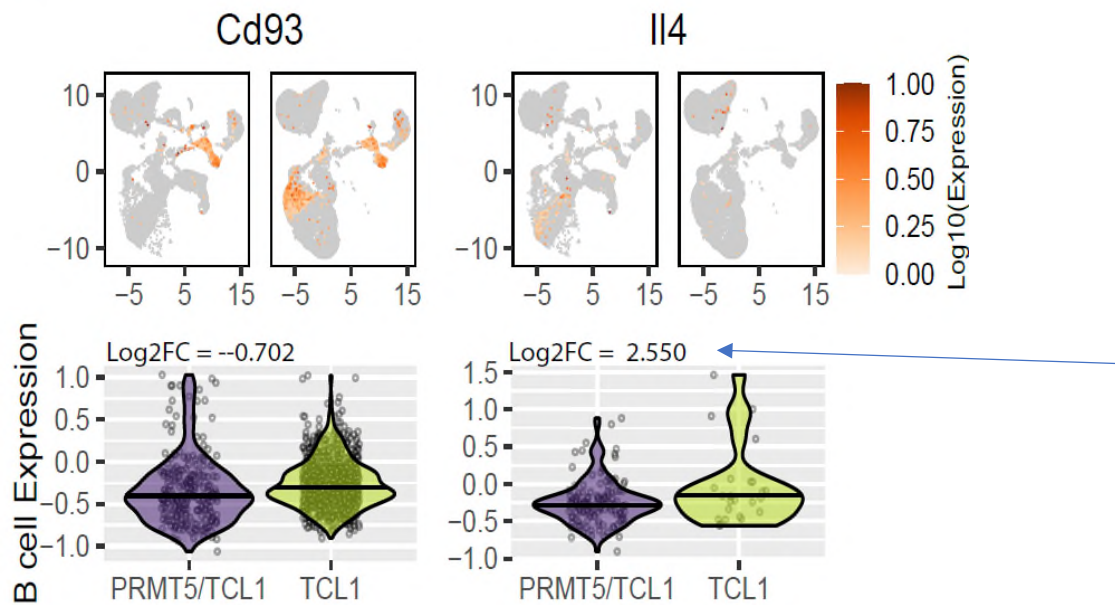 Cd93
Il4
10
0
−10
−5 5 15 −5 5 15
−5 5 15 −5 5 15
1.00
0.75
0.50
0.25
0.00
Log10(Expression)
B cell Expression
Log2FC = --0.702
1.0
0.5
0.0
−0.5
−1.0
PRMT5/TCL1 TCL1
Log2FC = 2.550
1.5
1.0
0.5
0.0
−0.5
−1.0
PRMT5/TCL1 TCL1